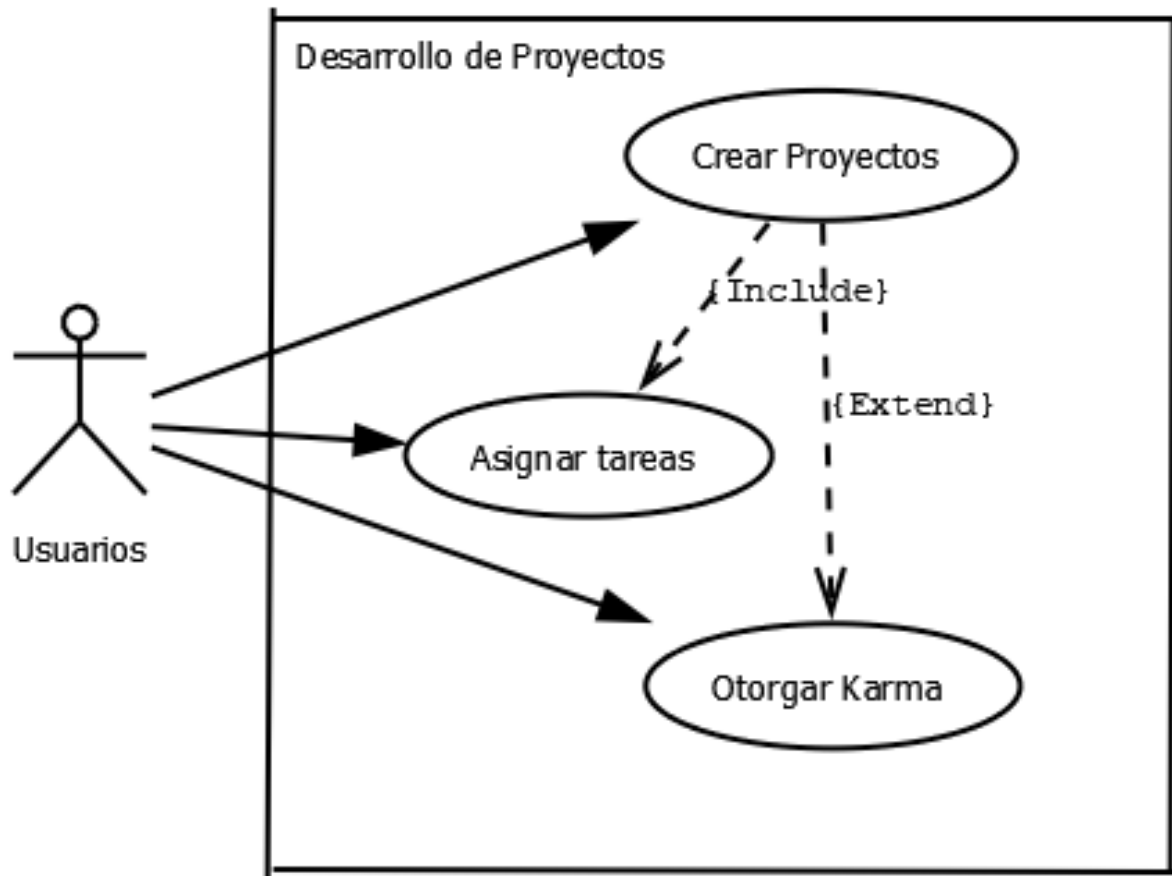 Desarrollo de Proyectos
Crear Proyectos
{Include}
{Extend}
Asignar tareas
Usuarios
Otorgar Karma